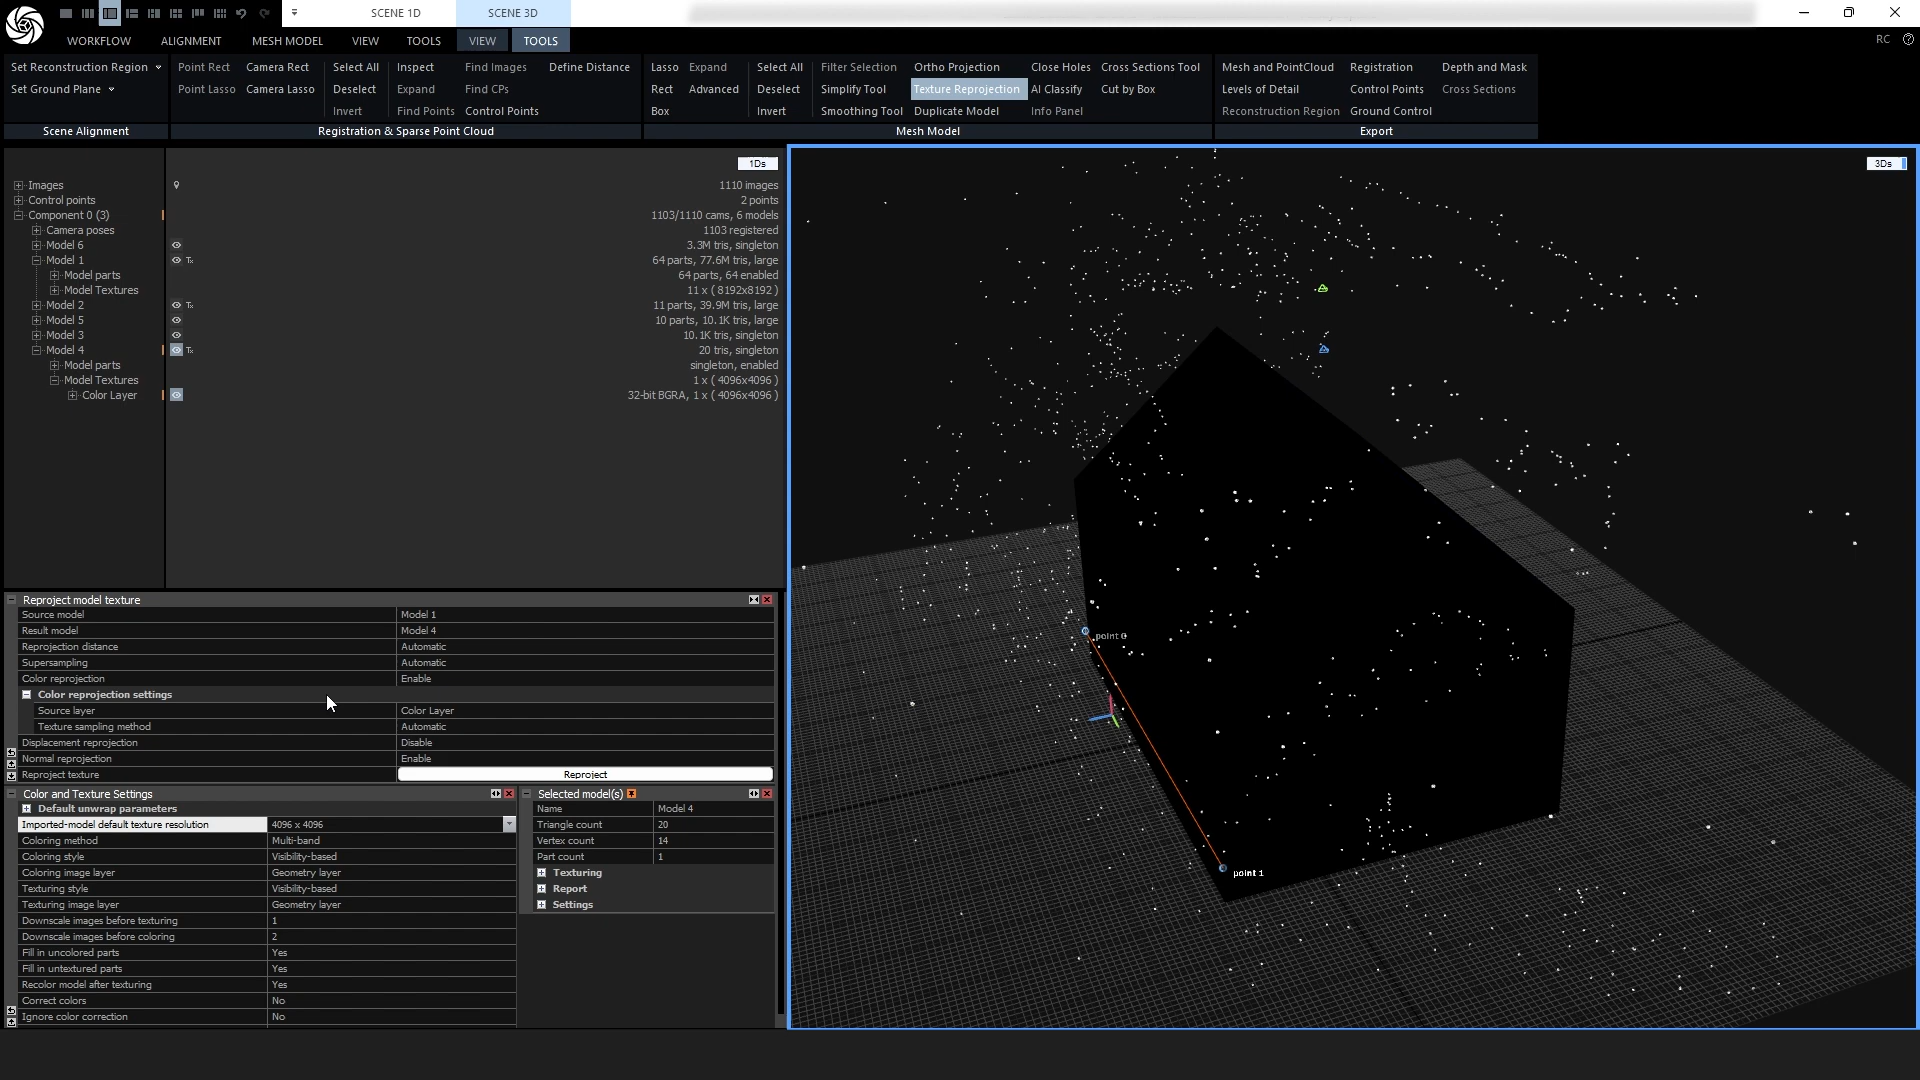 SCENE 1D SCENE 3D
WORKFLOW ALIGNMENT MESH MODEL VIEW TOOLS VIEW TOOLS RC
Set Reconstruction Region Point Rect Camera Rect Select All Inspect Find Images Define Distance Lasso Expand Select All Filter Selection Ortho Projection Close Holes Cross Sections Tool Mesh and PointCloud Registration Depth and Mask
Set Ground Plane Point Lasso Camera Lasso Deselect Expand Find CPs Rect Advanced Deselect Simplify Tool Texture Reprojection AI Classify Cut by Box Levels of Detail Control Points Cross Sections
Invert Find Points Control Points Box Invert Smoothing Tool Duplicate Model Info Panel Reconstruction Region Ground Control
Scene Alignment Registration & Sparse Point Cloud Mesh Model Export
1Ds
Images 1110 images
Control points 2 points
Component 0 (3) 1103/1110 cams, 6 models
Camera poses 1103 registered
Model 6 3.3M tris, singleton
Model 1 Tx 64 parts, 77.6M tris, large
Model parts 64 parts, 64 enabled
Model Textures 11 x ( 8192x8192 )
Model 2 Tx 11 parts, 39.9M tris, large
Model 5 10 parts, 10.1K tris, large
Model 3 10.1K tris, singleton
Model 4 Tx 20 tris, singleton
Model parts singleton, enabled
Model Textures 1 x ( 4096x4096 )
Color Layer 32-bit BGRA, 1 x ( 4096x4096 )
Reproject model texture
Source model Model 1
Result model Model 4
Reprojection distance Automatic
Supersampling Automatic
Color reprojection Enable
Color reprojection settings
Source layer Color Layer
Texture sampling method Automatic
Displacement reprojection Disable
Normal reprojection Enable
Reproject texture Reproject
Color and Texture Settings
Default unwrap parameters
Imported-model default texture resolution 4096 x 4096
Coloring method Multi-band
Coloring style Visibility-based
Coloring image layer Geometry layer
Texturing style Visibility-based
Texturing image layer Geometry layer
Downscale images before texturing 1
Downscale images before coloring 2
Fill in uncolored parts Yes
Fill in untextured parts Yes
Recolor model after texturing Yes
Correct colors No
Ignore color correction No
Selected model(s)
Name Model 4
Triangle count 20
Vertex count 14
Part count 1
Texturing
Report
Settings
3Ds
point 0
point 1